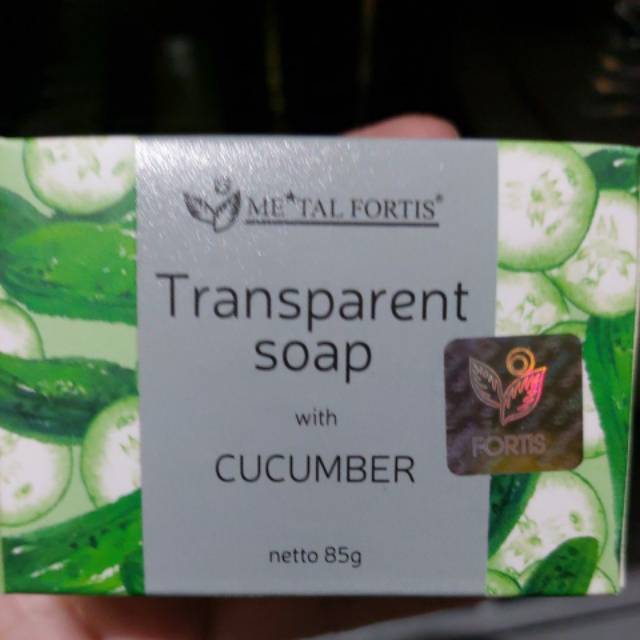 ME★TAL FORTIS®
Transparent
soap
with
CUCUMBER
FORTIS
netto 85g